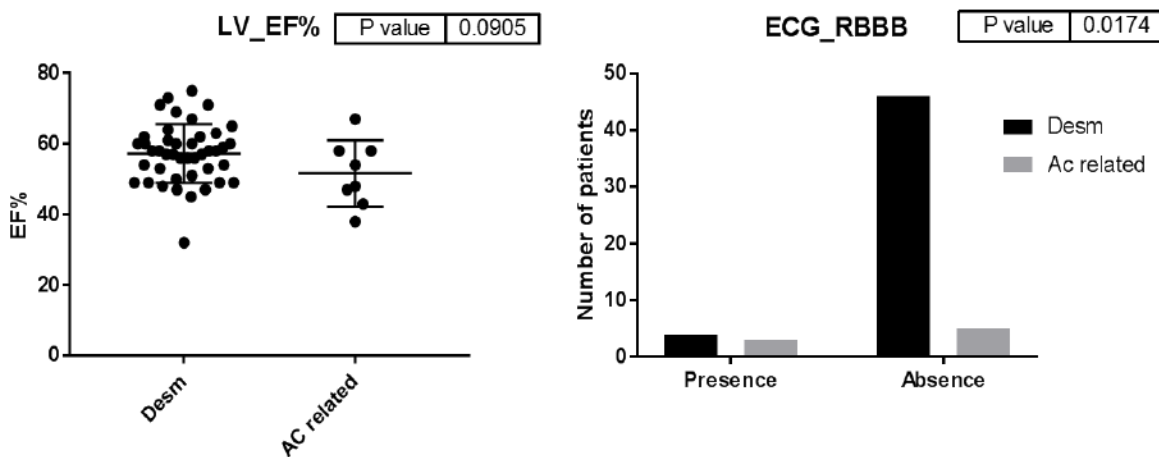 LV_EF%
P value 0.0905
EF%
80
60
40
20
0
Desm
AC related
ECG_RBBB
P value 0.0174
Number of patients
50
40
30
20
10
0
Presence
Absence
Desm
Ac related